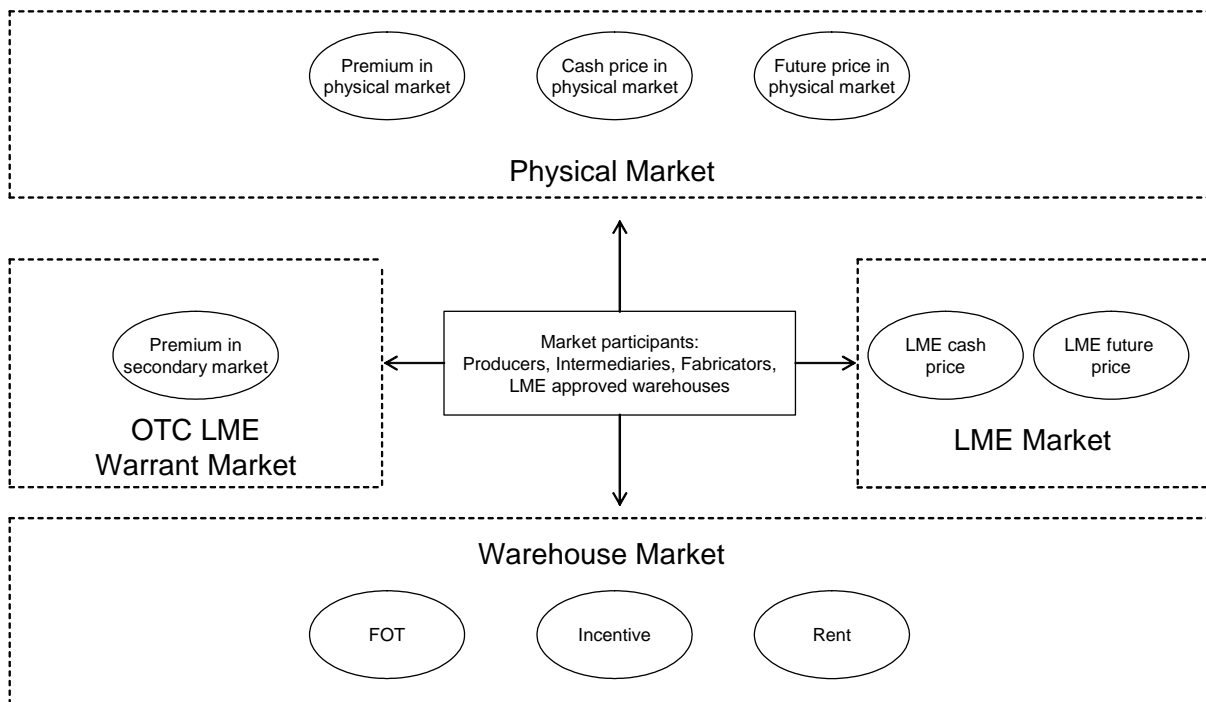 Premium in
physical market
Cash price in
physical market
Future price in
physical market
Physical Market
Premium in
secondary market
OTC LME
Warrant Market
Market participants:
Producers, Intermediaries, Fabricators,
LME approved warehouses
LME cash
price
LME future
price
LME Market
Warehouse Market
FOT
Incentive
Rent